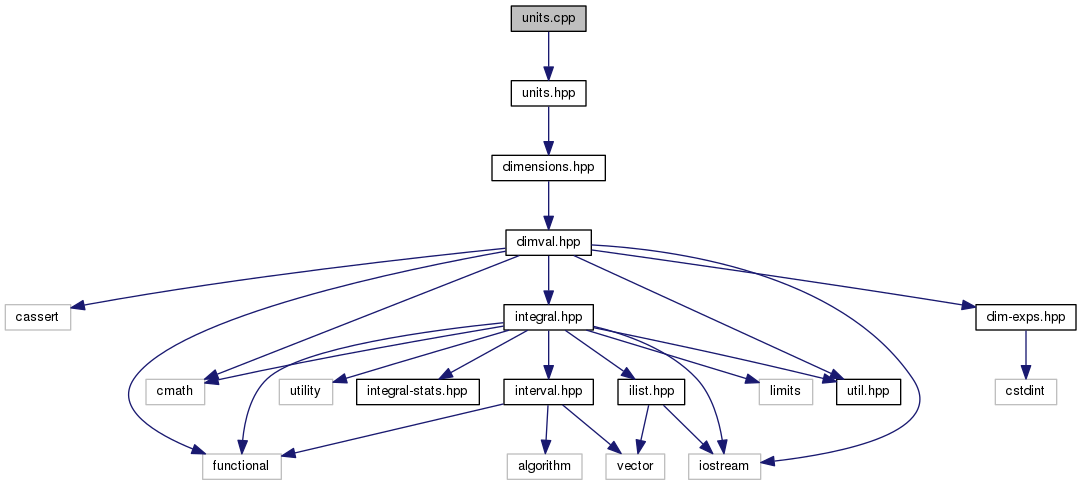 units.cpp
units.hpp
dimensions.hpp
dimval.hpp
cassert
integral.hpp
dim-exps.hpp
cmath
utility
integral-stats.hpp
interval.hpp
ilist.hpp
limits
util.hpp
cstdint
functional
algorithm
vector
iostream